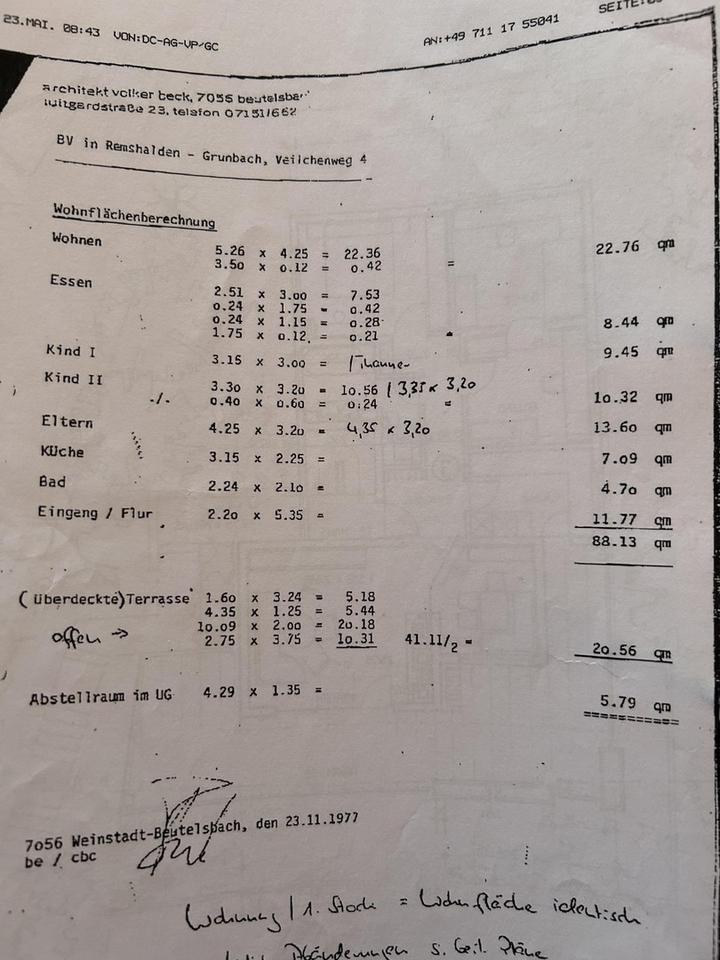 23.MAI. 08:43 VON:DC-AG-VP/GC AN:+49 711 17 55041 SEITE:
architekt volker beck, 7056 beutelsba
luitgardstraße 23, telefon 07151/662
BV in Remshalden - Grunbach, Veilchenweg 4
Wohnflächenberechnung
Wohnen 5.26 x 4.25 = 22.36
3.50 x 0.12 = 0.42 = 22.76 qm
Essen 2.51 x 3.00 = 7.53
0.24 x 1.75 = 0.42
0.24 x 1.15 = 0.28
1.75 x 0.12 = 0.21 = 8.44 qm
Kind I 3.15 x 3.00 = 9.45 qm
Kind II 3.30 x 3.20 = 10.56 / 3,35 x 3,20
./. 0.40 x 0.60 = 0.24 = 10.32 qm
Eltern 4.25 x 3.20 = 4,35 x 3,20 13.60 qm
Küche 3.15 x 2.25 = 7.09 qm
Bad 2.24 x 2.10 = 4.70 qm
Eingang / Flur 2.20 x 5.35 = 11.77 qm
88.13 qm
(überdeckte) Terrasse 1.60 x 3.24 = 5.18
4.35 x 1.25 = 5.44
offen → 10.09 x 2.00 = 20.18
2.75 x 3.75 = 10.31 41.11/2 = 20.56 qm
Abstellraum im UG 4.29 x 1.35 = 5.79 qm
7056 Weinstadt-Beutelsbach, den 23.11.1977
be / cbc
Wohnung / 1. Stock = Wohnfläche identisch
Abänderungen s. beil. Pläne